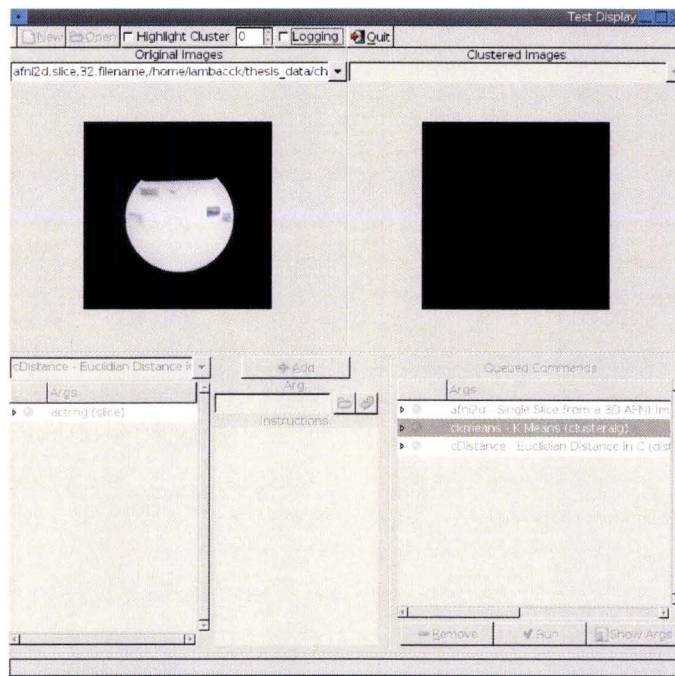 Test Display
New Open Highlight Cluster 0 Logging Quit
Original Images Clustered Images
afni2d,slice,32,filename,/home/lambacck/thesis_data/ch
cDistance - Euclidian Distance in Add Queued Commands
Arg:
Args Args
acting (slice) afni2d - Single Slice from a 3D AFNI Im
Instructions ckmeans - K Means (clusteralg)
cDistance - Euclidian Distance in C (dist
Remove Run Show Args